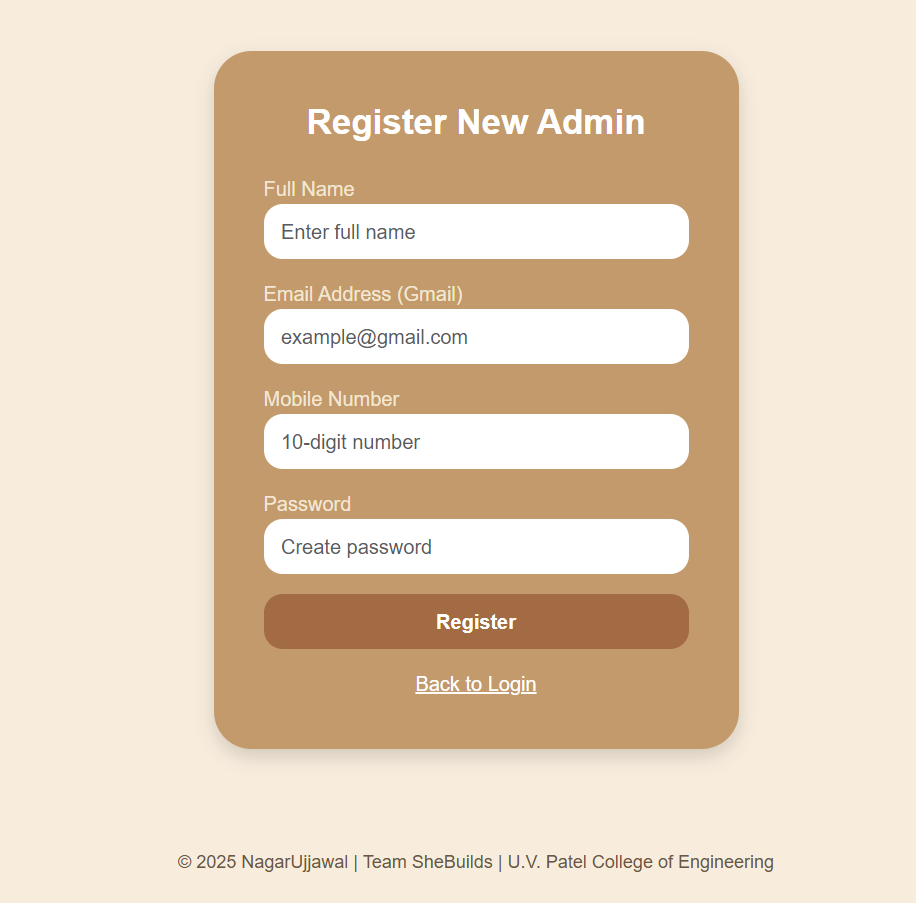 Register New Admin
Full Name
Enter full name
Email Address (Gmail)
example@gmail.com
Mobile Number
10-digit number
Password
Create password
Register
Back to Login
© 2025 NagarUjjawal | Team SheBuilds | U.V. Patel College of Engineering